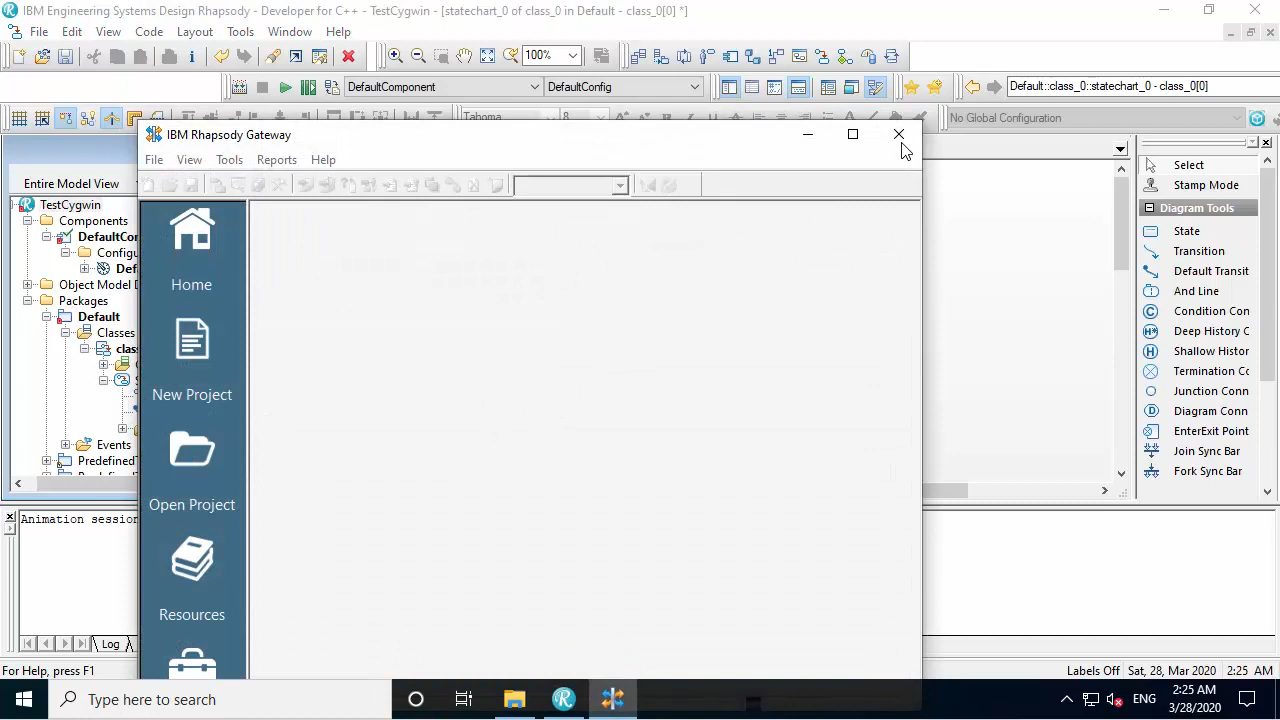 IBM Engineering Systems Design Rhapsody - Developer for C++ - TestCygwin - [statechart_0 of class_0 in Default - class_0[0] *]
File Edit View Code Layout Tools Window Help
100%
DefaultComponent DefaultConfig Default::class_0::statechart_0 - class_0[0]
Tahoma 8 No Global Configuration
IBM Rhapsody Gateway
File View Tools Reports Help
Entire Model View
TestCygwin
Components
DefaultCor
Configu
Def
Object Model D
Packages
Default
Classes
clas
Events
PredefinedT
Home
New Project
Open Project
Resources
Select
Stamp Mode
Diagram Tools
State
Transition
Default Transit
And Line
Condition Con
Deep History C
Shallow Histor
Termination Cc
Junction Conn
Diagram Conn
EnterExit Point
Join Sync Bar
Fork Sync Bar
Animation session
Log
For Help, press F1 Labels Off Sat, 28, Mar 2020 2:25 AM
Type here to search ENG 2:25 AM
3/28/2020